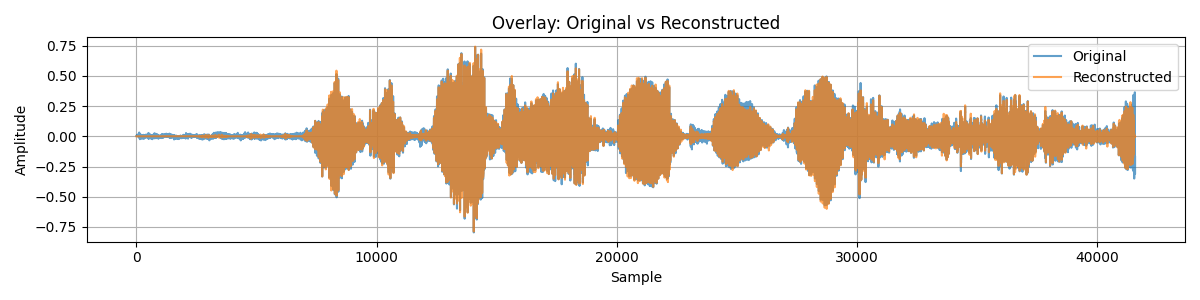 Overlay: Original vs Reconstructed
Original
Reconstructed
Amplitude
0.75
0.50
0.25
0.00
−0.25
−0.50
−0.75
0 10000 20000 30000 40000
Sample